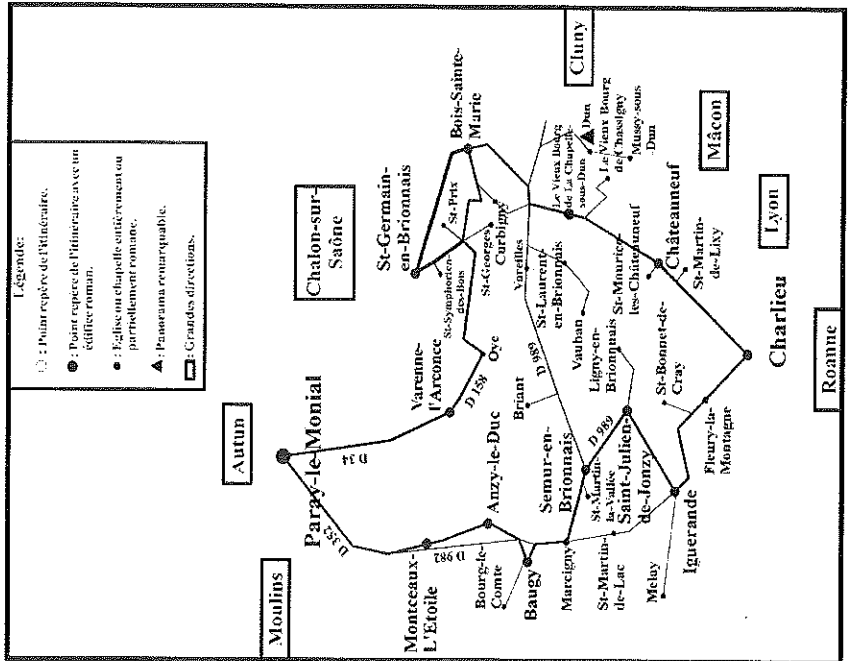 Légende:
: Point repère de l'itinéraire.
: Point repère de l'itinéraire avec un
édifice roman.
: Eglise ou chapelle entièrement ou
partiellement romane.
: Panorama remarquable.
: Grandes directions.
Moulins
Autun
Chalon-sur-
Saône
Cluny
Mâcon
Lyon
Roanne
Paray-le-Monial
D 352
D 34
D 982
D 158
D 989
D 989
Montceaux-
L'Etoile
Bourg-le-
Comte
Anzy-le-Duc
Baugy
Marcigny
Varenne-
l'Arconce
Oye
St-Germain-
en-Brionnais
St-Symphorien-
des-Bois
St-Prix
St-Georges
Curbigny
Bois-Sainte-
Marie
Vareilles
St-Laurent-
en-Brionnais
Vauban
Briant
Ligny-en-
Brionnnais
Semur-en-
Brionnais
St-Martin-
la-Vallée
Saint-Julien-
de-Jonzy
St-Martin-
de-Lac
Melay
Iguerande
Fleury-la-
Montagne
St-Bonnet-de-
Cray
Charlieu
St-Martin-
de-Lixy
Châteauneuf
St-Maurice-
les-Châteauneuf
Le Vieux Bourg
de La Chapelle-
sous-Dun
Dun
Le Vieux Bourg
de Chassigny
Mussy-sous
Dun